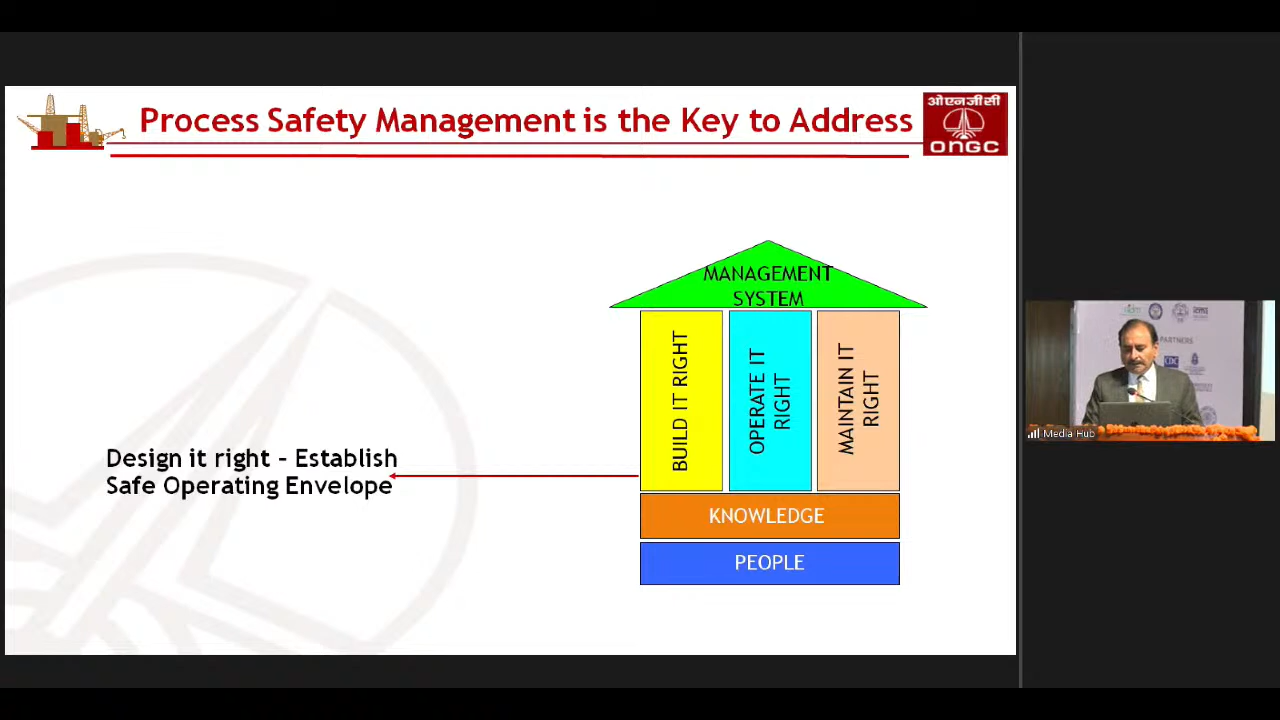 Process Safety Management is the Key to Address
ओएनजीसी
ONGC
MANAGEMENT
SYSTEM
BUILD IT RIGHT
OPERATE IT
RIGHT
MAINTAIN IT
RIGHT
Design it right – Establish
Safe Operating Envelope
KNOWLEDGE
PEOPLE
PARTNERS
CDC
Media Hub